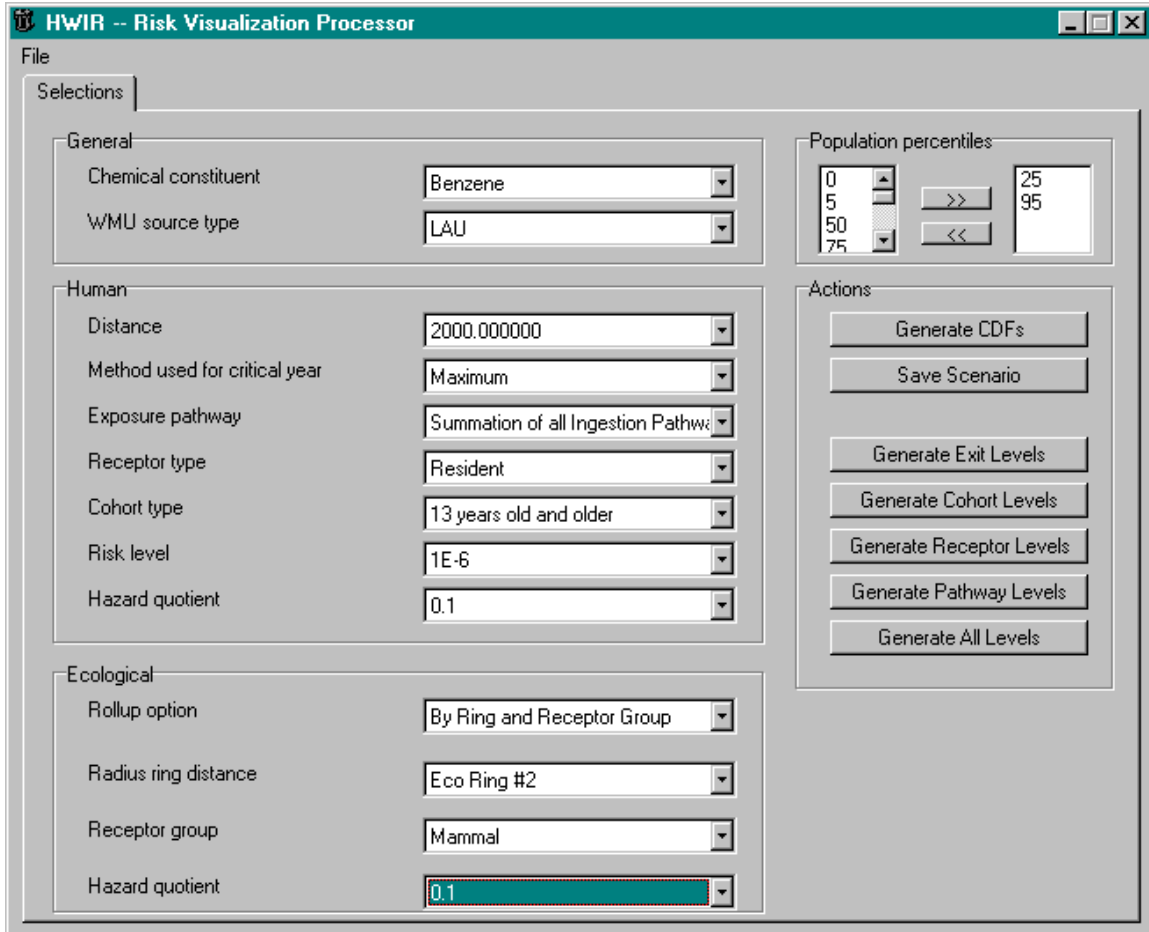 HWIR -- Risk Visualization Processor
File
Selections
General
Chemical constituent
Benzene
WMU source type
LAU
Population percentiles
0
5
50
75
>>
<<
25
95
Human
Distance
2000.000000
Method used for critical year
Maximum
Exposure pathway
Summation of all Ingestion Pathwa
Receptor type
Resident
Cohort type
13 years old and older
Risk level
1E-6
Hazard quotient
0.1
Actions
Generate CDFs
Save Scenario
Generate Exit Levels
Generate Cohort Levels
Generate Receptor Levels
Generate Pathway Levels
Generate All Levels
Ecological
Rollup option
By Ring and Receptor Group
Radius ring distance
Eco Ring #2
Receptor group
Mammal
Hazard quotient
0.1